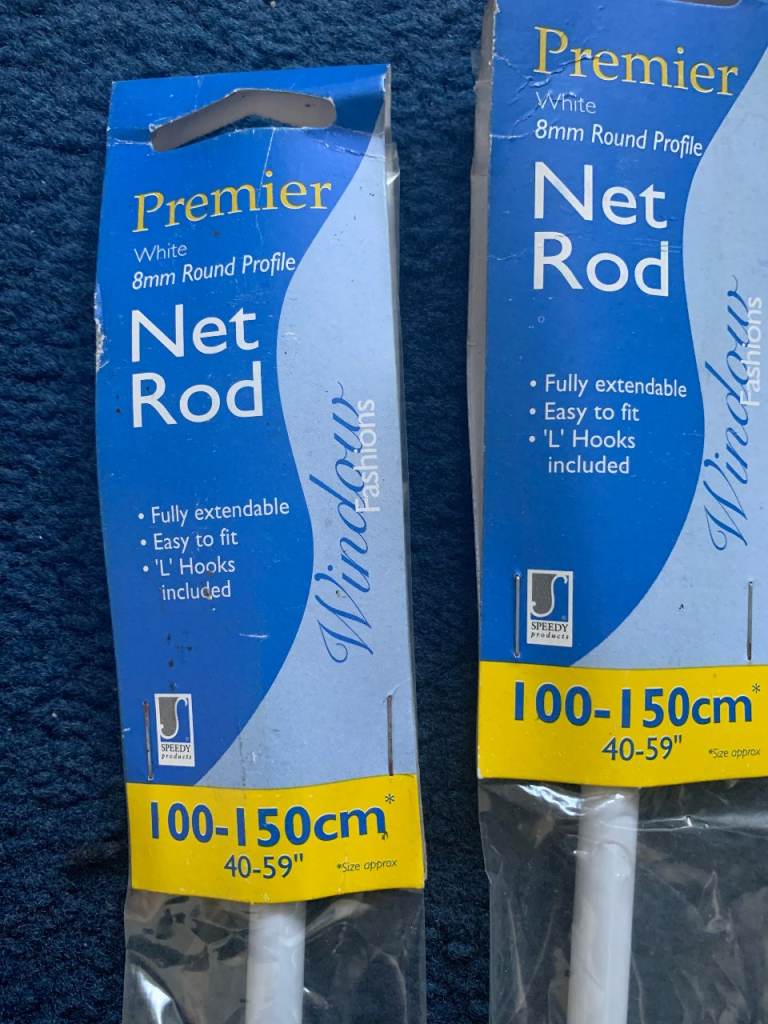 Premier
White
8mm Round Profile
Net
Rod
• Fully extendable
• Easy to fit
• 'L' Hooks
included
Window
Fashions
SPEEDY
products
100-150cm*
40-59"
*Size approx
Premier
White
8mm Round Profile
Net
Rod
• Fully extendable
• Easy to fit
• 'L' Hooks
included
Window
Fashions
SPEEDY
products
100-150cm*
40-59"
*Size approx